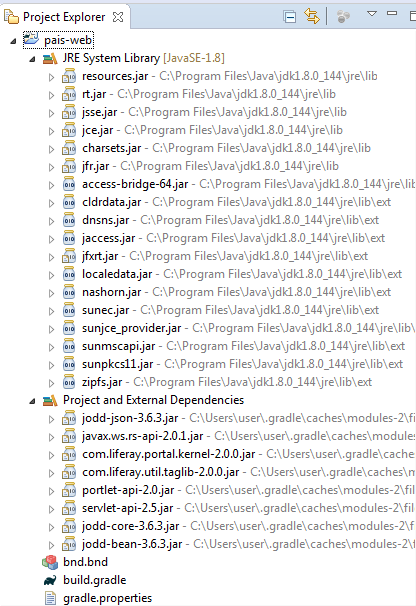 Project Explorer
pais-web
JRE System Library [JavaSE-1.8]
resources.jar - C:\Program Files\Java\jdk1.8.0_144\jre\lib
rt.jar - C:\Program Files\Java\jdk1.8.0_144\jre\lib
jsse.jar - C:\Program Files\Java\jdk1.8.0_144\jre\lib
jce.jar - C:\Program Files\Java\jdk1.8.0_144\jre\lib
charsets.jar - C:\Program Files\Java\jdk1.8.0_144\jre\lib
jfr.jar - C:\Program Files\Java\jdk1.8.0_144\jre\lib
access-bridge-64.jar - C:\Program Files\Java\jdk1.8.0_144\jre\lib
cldrdata.jar - C:\Program Files\Java\jdk1.8.0_144\jre\lib\ext
dnsns.jar - C:\Program Files\Java\jdk1.8.0_144\jre\lib\ext
jaccess.jar - C:\Program Files\Java\jdk1.8.0_144\jre\lib\ext
jfxrt.jar - C:\Program Files\Java\jdk1.8.0_144\jre\lib\ext
localedata.jar - C:\Program Files\Java\jdk1.8.0_144\jre\lib\ext
nashorn.jar - C:\Program Files\Java\jdk1.8.0_144\jre\lib\ext
sunec.jar - C:\Program Files\Java\jdk1.8.0_144\jre\lib\ext
sunjce_provider.jar - C:\Program Files\Java\jdk1.8.0_144\jre\lib\ext
sunmscapi.jar - C:\Program Files\Java\jdk1.8.0_144\jre\lib\ext
sunpkcs11.jar - C:\Program Files\Java\jdk1.8.0_144\jre\lib\ext
zipfs.jar - C:\Program Files\Java\jdk1.8.0_144\jre\lib\ext
Project and External Dependencies
jodd-json-3.6.3.jar - C:\Users\user\.gradle\caches\modules-2\fil
javax.ws.rs-api-2.0.1.jar - C:\Users\user\.gradle\caches\modul
com.liferay.portal.kernel-2.0.0.jar - C:\Users\user\.gradle\cach
com.liferay.util.taglib-2.0.0.jar - C:\Users\user\.gradle\caches\m
portlet-api-2.0.jar - C:\Users\user\.gradle\caches\modules-2\file
servlet-api-2.5.jar - C:\Users\user\.gradle\caches\modules-2\file
jodd-core-3.6.3.jar - C:\Users\user\.gradle\caches\modules-2\fi
jodd-bean-3.6.3.jar - C:\Users\user\.gradle\caches\modules-2\fi
bnd.bnd
build.gradle
gradle.properties